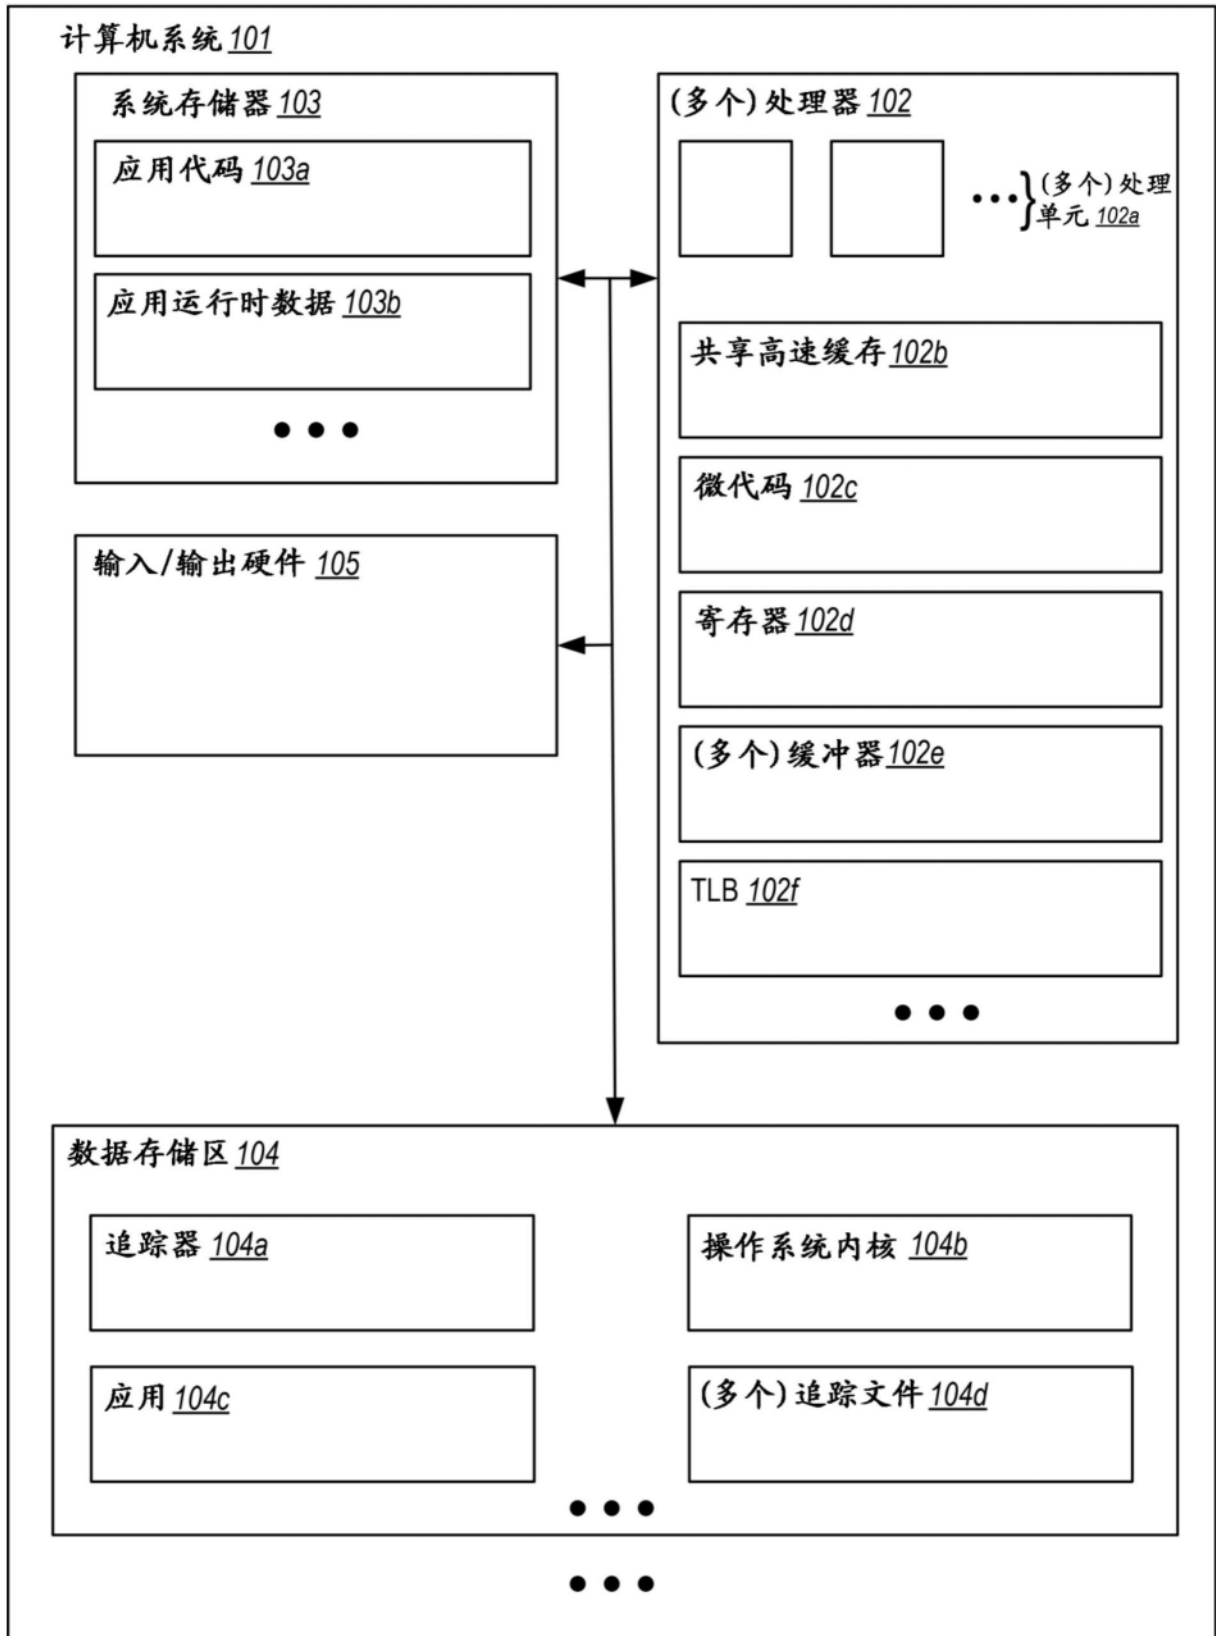 计算机系统 101
系统存储器 103
应用代码 103a
应用运行时数据 103b
(多个)处理器 102
(多个)处理
单元 102a
共享高速缓存 102b
微代码 102c
寄存器 102d
(多个)缓冲器 102e
TLB 102f
输入/输出硬件 105
数据存储区 104
追踪器 104a
操作系统内核 104b
应用 104c
(多个)追踪文件 104d